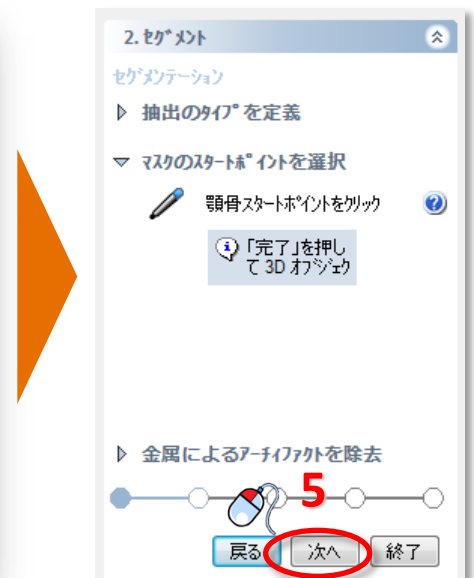 2. ｾｸﾞﾒﾝﾄ
ｾｸﾞﾒﾝﾃｰｼｮﾝ
抽出のﾀｲﾌﾟを定義
ﾏｽｸのｽﾀｰﾄﾎﾟｲﾝﾄを選択
顎骨ｽﾀｰﾄﾎﾟｲﾝﾄをｸﾘｯｸ
「完了」を押し
て 3D ｵﾌﾞｼﾞｪｸ
金属によるｱｰﾁｨﾌｧｸﾄを除去
5
戻る 次へ 終了